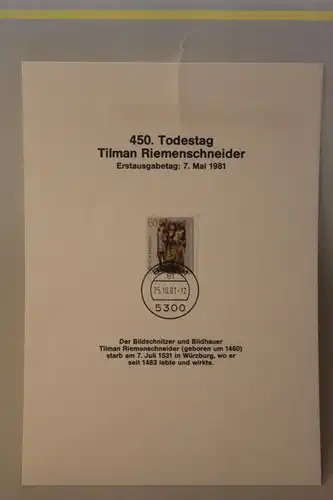 450. Todestag
Tilman Riemenschneider
Erstausgabetag: 7. Mai 1981
60
25.10.81-12
5300
Der Bildschnitzer und Bildhauer
Tilman Riemenschneider (geboren um 1460)
starb am 7. Juli 1531 in Würzburg, wo er
seit 1483 lebte und wirkte.